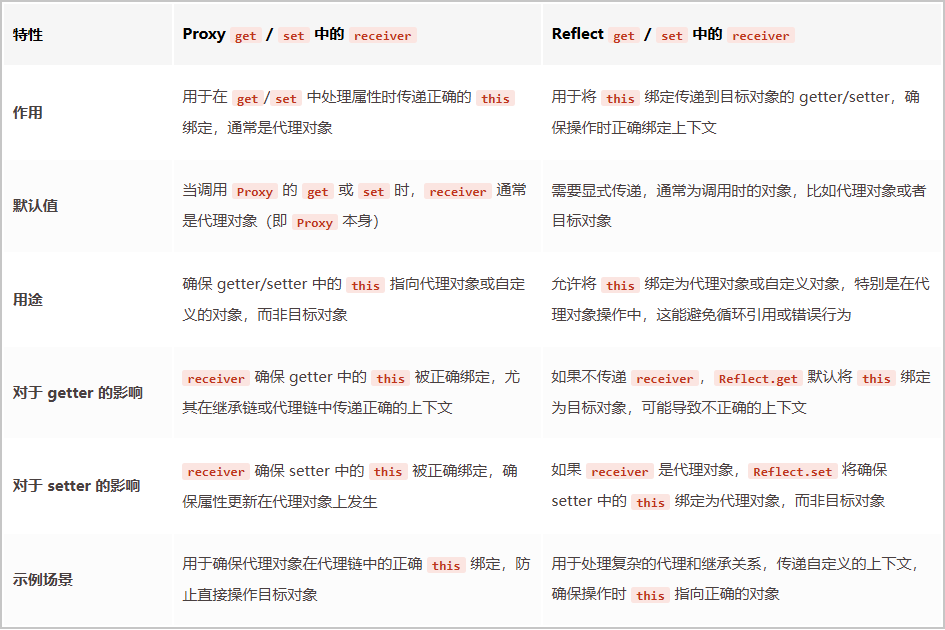 特性
Proxy get / set 中的 receiver
Reflect get / set 中的 receiver
作用
用于在 get / set 中处理属性时传递正确的 this
绑定，通常是代理对象
用于将 this 绑定传递到目标对象的 getter/setter，确
保操作时正确绑定上下文
默认值
当调用 Proxy 的 get 或 set 时， receiver 通常
是代理对象（即 Proxy 本身）
需要显式传递，通常为调用时的对象，比如代理对象或者
目标对象
用途
确保 getter/setter 中的 this 指向代理对象或自定
义的对象，而非目标对象
允许将 this 绑定为代理对象或自定义对象，特别是在代
理对象操作中，这能避免循环引用或错误行为
对于 getter 的影响
receiver 确保 getter 中的 this 被正确绑定，尤
其在继承链或代理链中传递正确的上下文
如果不传递 receiver ， Reflect.get 默认将 this 绑定
为目标对象，可能导致不正确的上下文
对于 setter 的影响
receiver 确保 setter 中的 this 被正确绑定，确
保属性更新在代理对象上发生
如果 receiver 是代理对象， Reflect.set 将确保
setter 中的 this 绑定为代理对象，而非目标对象
示例场景
用于确保代理对象在代理链中的正确 this 绑定，防
止直接操作目标对象
用于处理复杂的代理和继承关系，传递自定义的上下文，
确保操作时 this 指向正确的对象